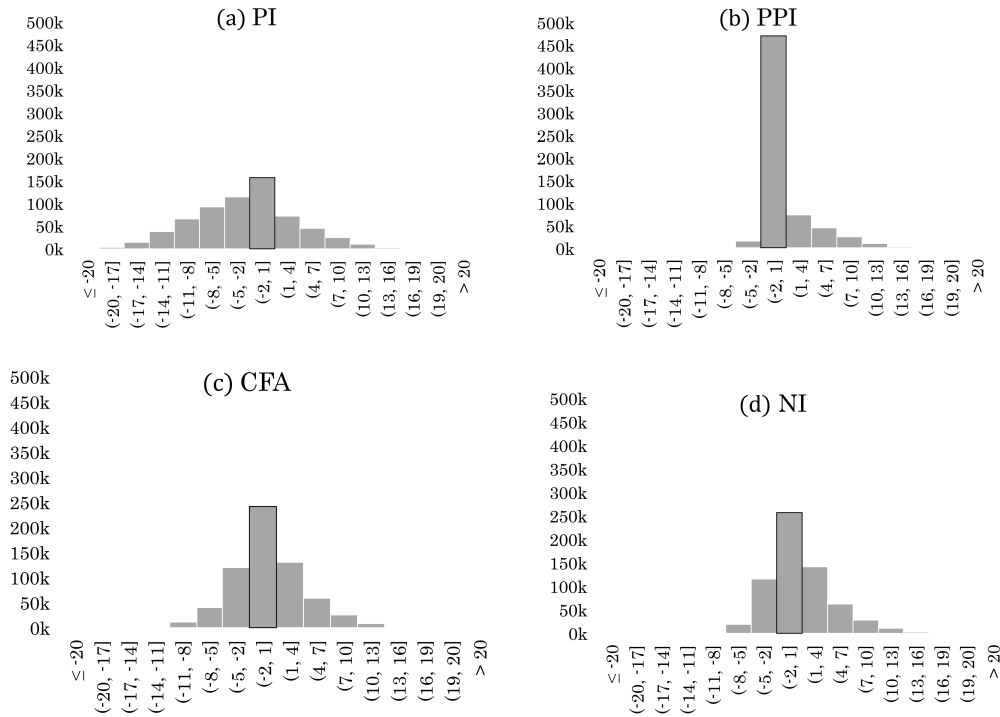 (a) PI
500k
450k
400k
350k
300k
250k
200k
150k
100k
50k
0k
≤ -20
(-20, -17]
(-17, -14]
(-14, -11]
(-11, -8]
(-8, -5]
(-5, -2]
(-2, 1]
(1, 4]
(4, 7]
(7, 10]
(10, 13]
(13, 16]
(16, 19]
(19, 20]
> 20
(b) PPI
500k
450k
400k
350k
300k
250k
200k
150k
100k
50k
0k
≤ -20
(-20, -17]
(-17, -14]
(-14, -11]
(-11, -8]
(-8, -5]
(-5, -2]
(-2, 1]
(1, 4]
(4, 7]
(7, 10]
(10, 13]
(13, 16]
(16, 19]
(19, 20]
> 20
(c) CFA
500k
450k
400k
350k
300k
250k
200k
150k
100k
50k
0k
≤ -20
(-20, -17]
(-17, -14]
(-14, -11]
(-11, -8]
(-8, -5]
(-5, -2]
(-2, 1]
(1, 4]
(4, 7]
(7, 10]
(10, 13]
(13, 16]
(16, 19]
(19, 20]
> 20
(d) NI
500k
450k
400k
350k
300k
250k
200k
150k
100k
50k
0k
≤ -20
(-20, -17]
(-17, -14]
(-14, -11]
(-11, -8]
(-8, -5]
(-5, -2]
(-2, 1]
(1, 4]
(4, 7]
(7, 10]
(10, 13]
(13, 16]
(16, 19]
(19, 20]
> 20